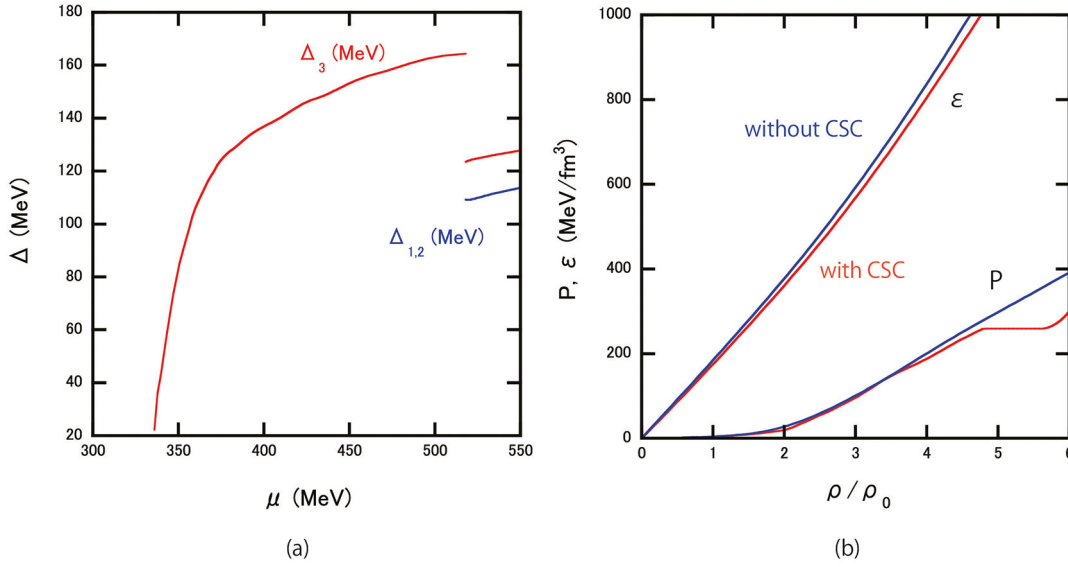 180
160
140
120
100
80
60
40
20
300
350
400
450
500
550
Δ (MeV)
μ (MeV)
Δ₃ (MeV)
Δ₁,₂ (MeV)
(a)
1000
800
600
400
200
0
0
1
2
3
4
5
6
P, ε (MeV/fm³)
ρ/ρ₀
without CSC
ε
with CSC
P
(b)